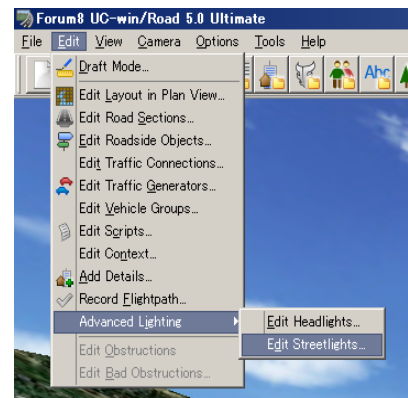 Forum8 UC-win/Road 5.0 Ultimate
File Edit View Camera Options Tools Help
Abc
Draft Mode...
Edit Layout in Plan View...
Edit Road Sections...
Edit Roadside Objects...
Edit Traffic Connections...
Edit Traffic Generators...
Edit Vehicle Groups...
Edit Scripts...
Edit Context...
Add Details...
Record Flightpath...
Advanced Lighting
Edit Headlights...
Edit Streetlights...
Edit Obstructions
Edit Bad Obstructions...